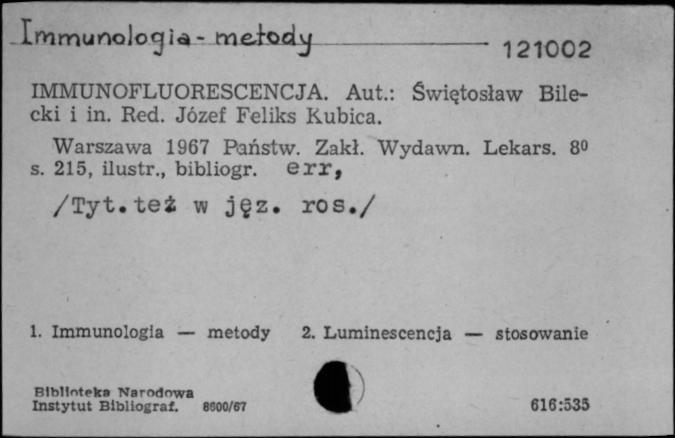 Immunologia - metody
121002
IMMUNOFLUORESCENCJA. Aut.: Świętosław Bile-
cki i in. Red. Józef Feliks Kubica.
Warszawa 1967 Państw. Zakł. Wydawn. Lekars. 8⁰
s. 215, ilustr., bibliogr. err,
/Tyt.też w jęz. ros./
1. Immunologia — metody 2. Luminescencja — stosowanie
Biblioteka Narodowa
Instytut Bibliograf. 8600/67
616:535